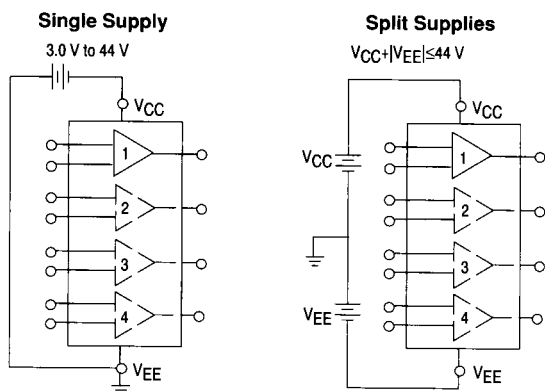 Single Supply
3.0 V to 44 V
VCC
1
2
3
4
VEE
Split Supplies
VCC+|VEE|≤44 V
VCC
VCC
1
2
3
4
VEE
VEE